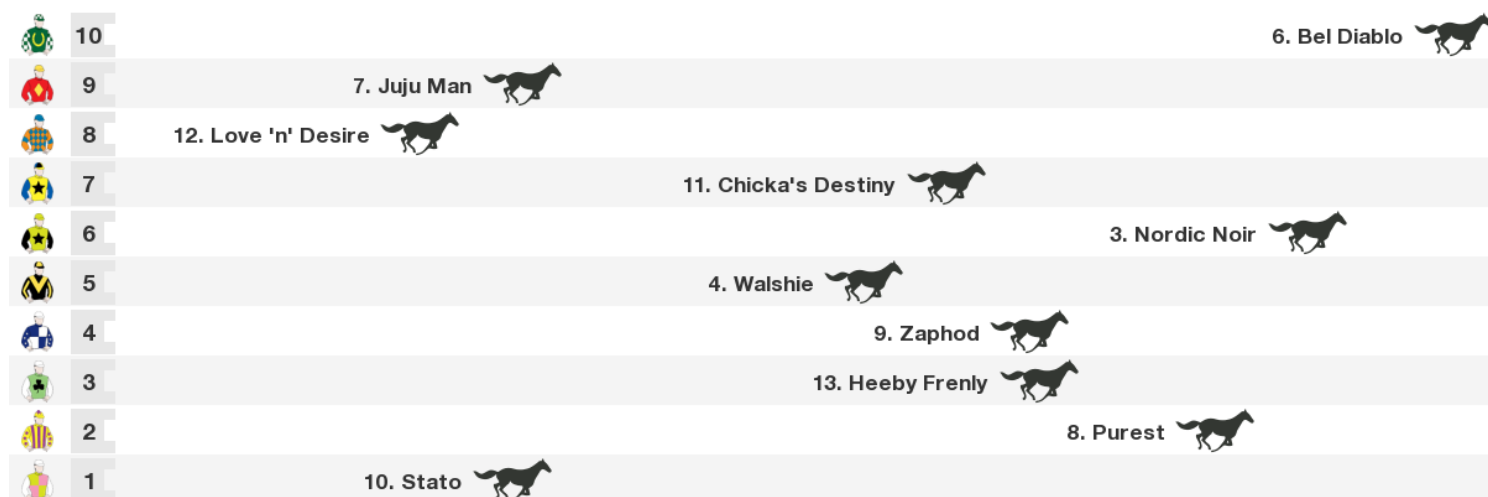 10 6. Bel Diablo
9 7. Juju Man
8 12. Love 'n' Desire
7 11. Chicka's Destiny
6 3. Nordic Noir
5 4. Walshie
4 9. Zaphod
3 13. Heeby Frenly
2 8. Purest
1 10. Stato